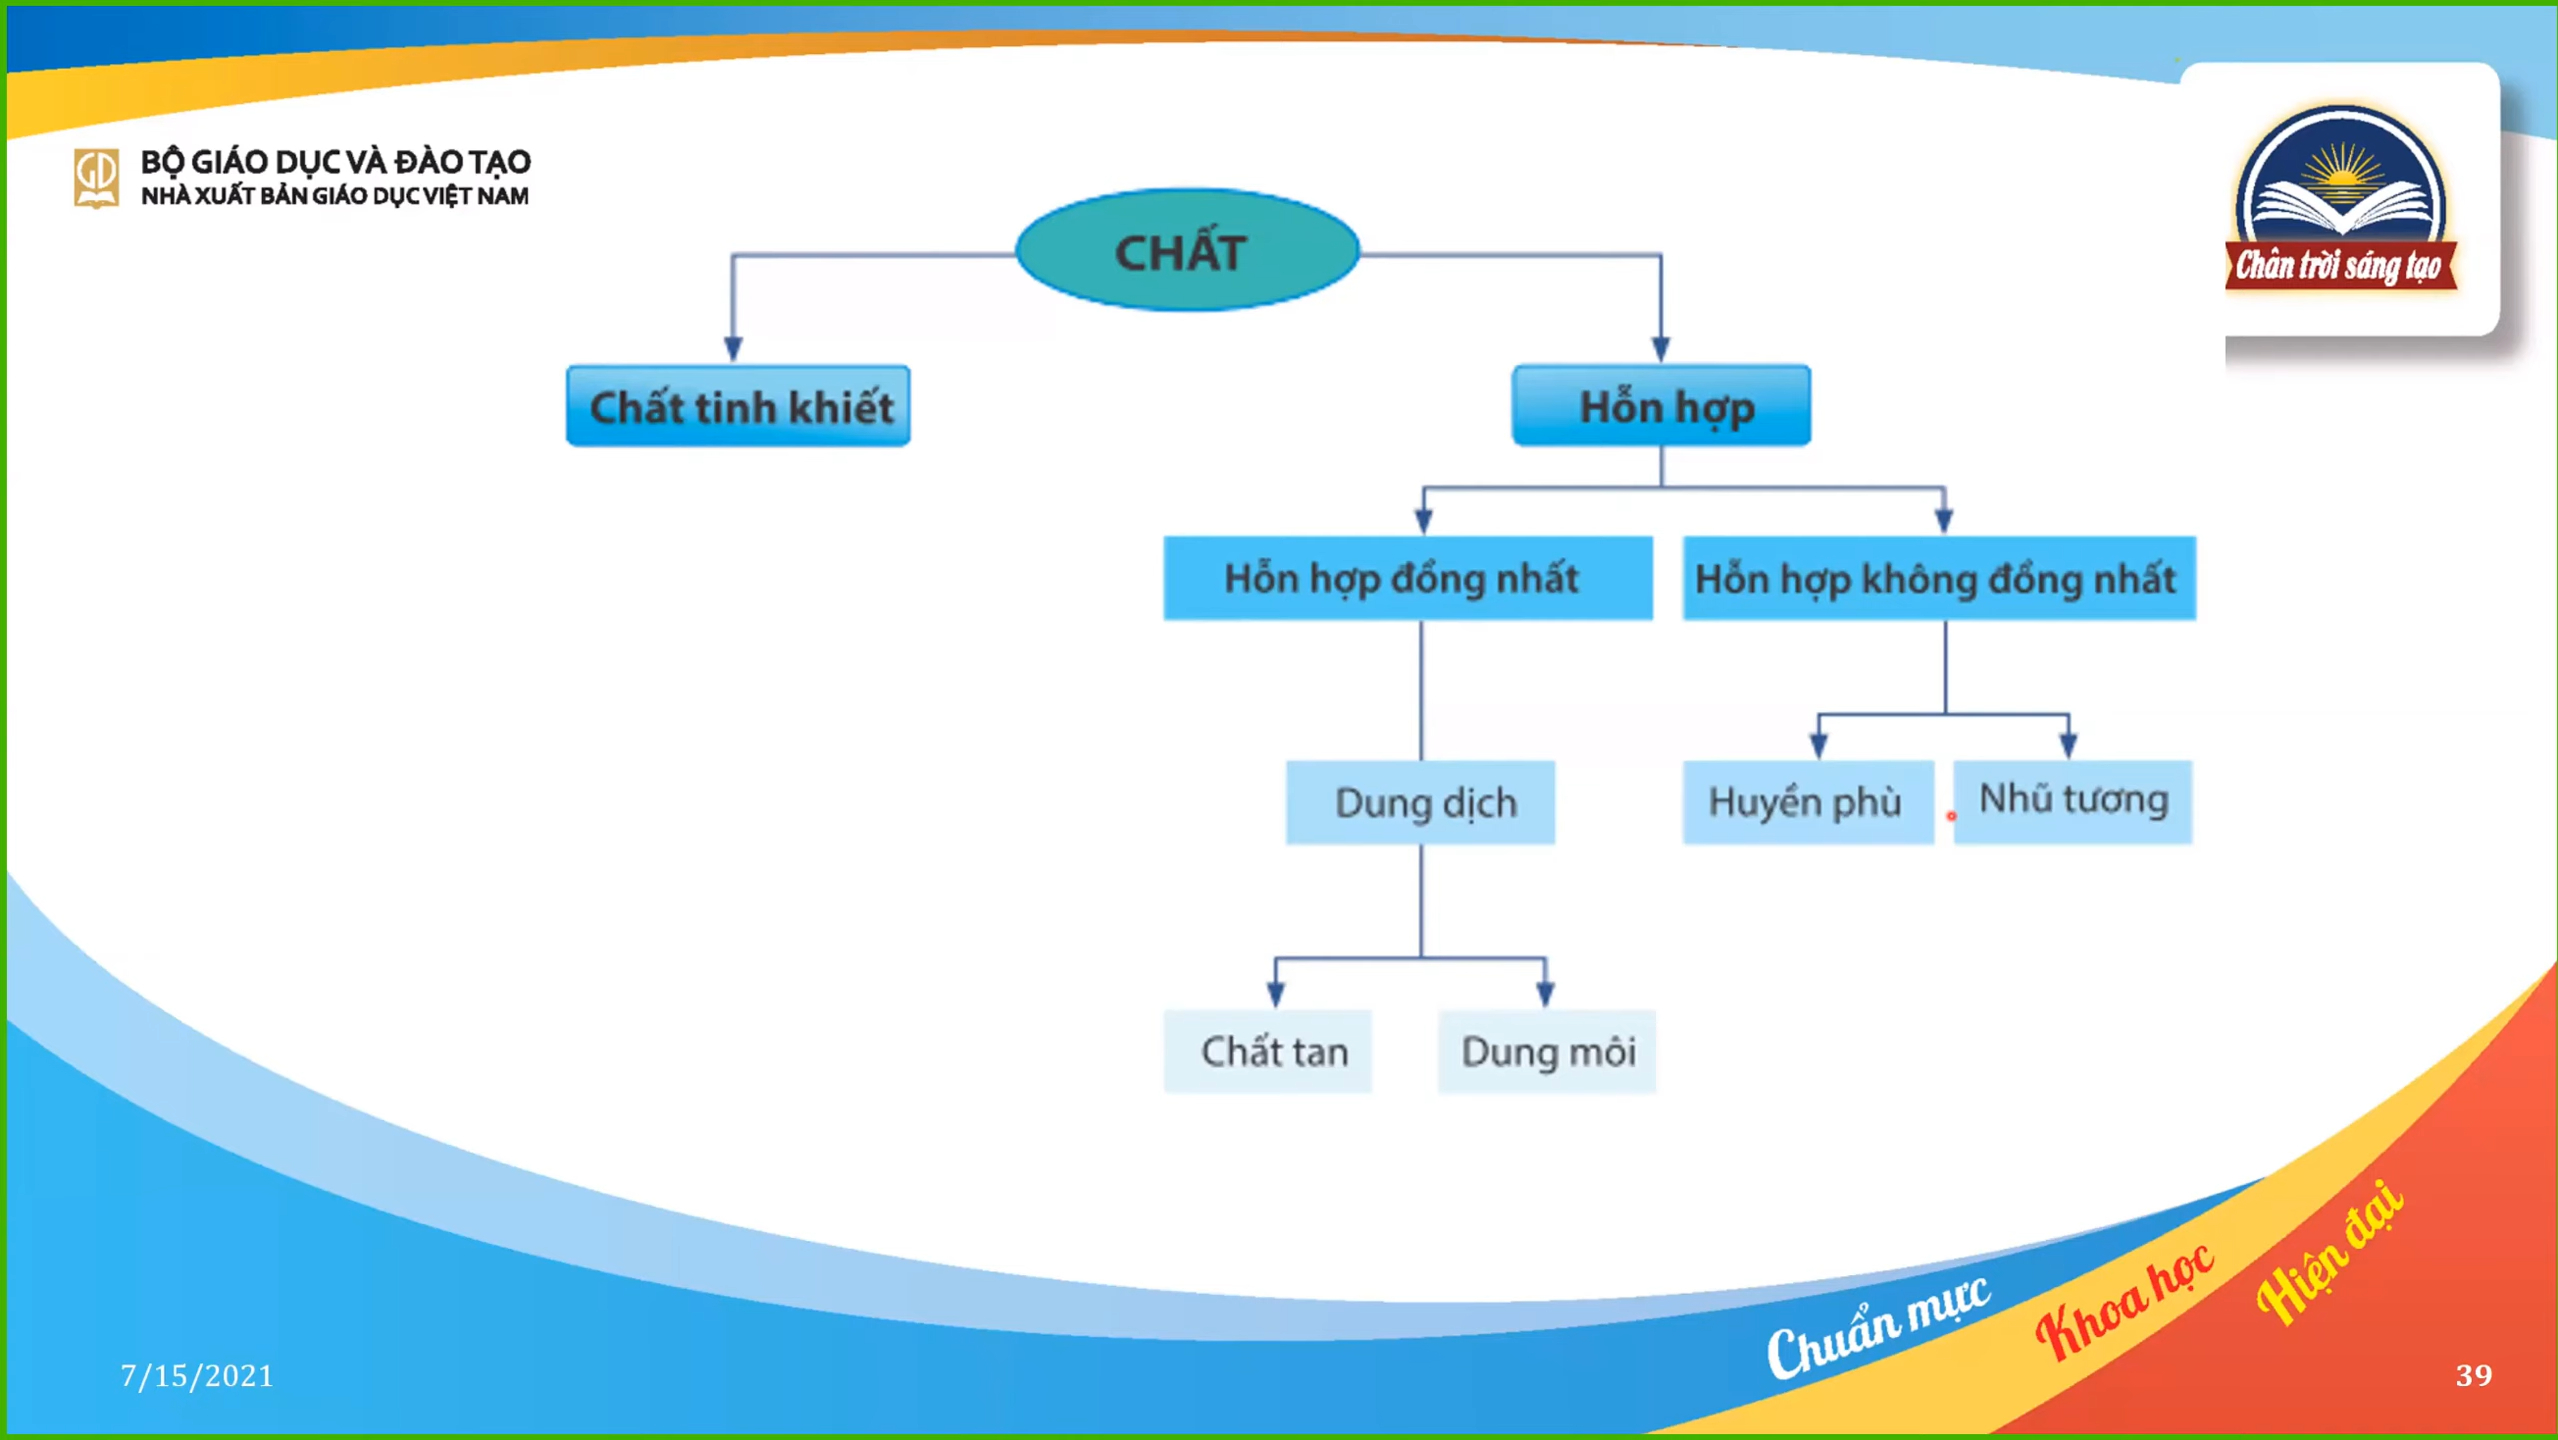 BỘ GIÁO DỤC VÀ ĐÀO TẠO
NHÀ XUẤT BẢN GIÁO DỤC VIỆT NAM
Chân trời sáng tạo
CHẤT
Chất tinh khiết
Hỗn hợp
Hỗn hợp đồng nhất
Hỗn hợp không đồng nhất
Dung dịch
Huyền phù
Nhũ tương
Chất tan
Dung môi
Chuẩn mực
Khoa học
Hiện đại
7/15/2021
39